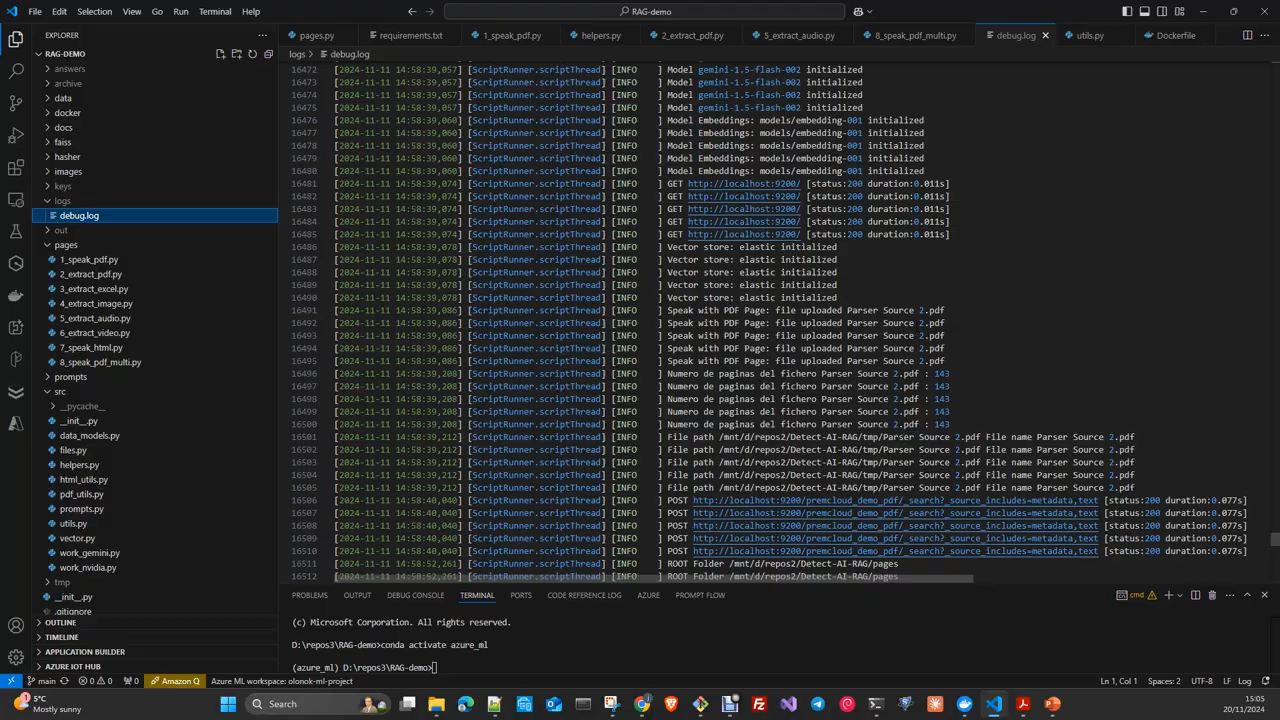 File Edit Selection View Go Run Terminal Help
RAG-demo
EXPLORER
RAG-DEMO
answers
archive
data
docker
docs
faiss
hasher
images
keys
logs
debug.log
out
pages
1_speak_pdf.py
2_extract_pdf.py
3_extract_excel.py
4_extract_image.py
5_extract_audio.py
6_extract_video.py
7_speak_html.py
8_speak_pdf_multi.py
prompts
src
__pycache__
__init__.py
data_models.py
files.py
helpers.py
html_utils.py
pdf_utils.py
prompts.py
utils.py
vector.py
work_gemini.py
work_nvidia.py
tmp
__init__.py
.gitignore
OUTLINE
TIMELINE
APPLICATION BUILDER
AZURE IOT HUB
pages.py requirements.txt 1_speak_pdf.py helpers.py 2_extract_pdf.py 5_extract_audio.py 8_speak_pdf_multi.py debug.log utils.py Dockerfile
logs > debug.log
16472 [2024-11-11 14:58:39,057] [ScriptRunner.scriptThread] [INFO ] Model gemini-1.5-flash-002 initialized
16473 [2024-11-11 14:58:39,057] [ScriptRunner.scriptThread] [INFO ] Model gemini-1.5-flash-002 initialized
16474 [2024-11-11 14:58:39,057] [ScriptRunner.scriptThread] [INFO ] Model gemini-1.5-flash-002 initialized
16475 [2024-11-11 14:58:39,057] [ScriptRunner.scriptThread] [INFO ] Model gemini-1.5-flash-002 initialized
16476 [2024-11-11 14:58:39,060] [ScriptRunner.scriptThread] [INFO ] Model Embeddings: models/embedding-001 initialized
16477 [2024-11-11 14:58:39,060] [ScriptRunner.scriptThread] [INFO ] Model Embeddings: models/embedding-001 initialized
16478 [2024-11-11 14:58:39,060] [ScriptRunner.scriptThread] [INFO ] Model Embeddings: models/embedding-001 initialized
16479 [2024-11-11 14:58:39,060] [ScriptRunner.scriptThread] [INFO ] Model Embeddings: models/embedding-001 initialized
16480 [2024-11-11 14:58:39,060] [ScriptRunner.scriptThread] [INFO ] Model Embeddings: models/embedding-001 initialized
16481 [2024-11-11 14:58:39,074] [ScriptRunner.scriptThread] [INFO ] GET http://localhost:9200/ [status:200 duration:0.011s]
16482 [2024-11-11 14:58:39,074] [ScriptRunner.scriptThread] [INFO ] GET http://localhost:9200/ [status:200 duration:0.011s]
16483 [2024-11-11 14:58:39,074] [ScriptRunner.scriptThread] [INFO ] GET http://localhost:9200/ [status:200 duration:0.011s]
16484 [2024-11-11 14:58:39,074] [ScriptRunner.scriptThread] [INFO ] GET http://localhost:9200/ [status:200 duration:0.011s]
16485 [2024-11-11 14:58:39,074] [ScriptRunner.scriptThread] [INFO ] GET http://localhost:9200/ [status:200 duration:0.011s]
16486 [2024-11-11 14:58:39,078] [ScriptRunner.scriptThread] [INFO ] Vector store: elastic initialized
16487 [2024-11-11 14:58:39,078] [ScriptRunner.scriptThread] [INFO ] Vector store: elastic initialized
16488 [2024-11-11 14:58:39,078] [ScriptRunner.scriptThread] [INFO ] Vector store: elastic initialized
16489 [2024-11-11 14:58:39,078] [ScriptRunner.scriptThread] [INFO ] Vector store: elastic initialized
16490 [2024-11-11 14:58:39,078] [ScriptRunner.scriptThread] [INFO ] Vector store: elastic initialized
16491 [2024-11-11 14:58:39,086] [ScriptRunner.scriptThread] [INFO ] Speak with PDF Page: file uploaded Parser Source 2.pdf
16492 [2024-11-11 14:58:39,086] [ScriptRunner.scriptThread] [INFO ] Speak with PDF Page: file uploaded Parser Source 2.pdf
16493 [2024-11-11 14:58:39,086] [ScriptRunner.scriptThread] [INFO ] Speak with PDF Page: file uploaded Parser Source 2.pdf
16494 [2024-11-11 14:58:39,086] [ScriptRunner.scriptThread] [INFO ] Speak with PDF Page: file uploaded Parser Source 2.pdf
16495 [2024-11-11 14:58:39,086] [ScriptRunner.scriptThread] [INFO ] Speak with PDF Page: file uploaded Parser Source 2.pdf
16496 [2024-11-11 14:58:39,208] [ScriptRunner.scriptThread] [INFO ] Numero de paginas del fichero Parser Source 2.pdf : 143
16497 [2024-11-11 14:58:39,208] [ScriptRunner.scriptThread] [INFO ] Numero de paginas del fichero Parser Source 2.pdf : 143
16498 [2024-11-11 14:58:39,208] [ScriptRunner.scriptThread] [INFO ] Numero de paginas del fichero Parser Source 2.pdf : 143
16499 [2024-11-11 14:58:39,208] [ScriptRunner.scriptThread] [INFO ] Numero de paginas del fichero Parser Source 2.pdf : 143
16500 [2024-11-11 14:58:39,208] [ScriptRunner.scriptThread] [INFO ] Numero de paginas del fichero Parser Source 2.pdf : 143
16501 [2024-11-11 14:58:39,212] [ScriptRunner.scriptThread] [INFO ] File path /mnt/d/repos2/Detect-AI-RAG/tmp/Parser Source 2.pdf File name Parser Source 2.pdf
16502 [2024-11-11 14:58:39,212] [ScriptRunner.scriptThread] [INFO ] File path /mnt/d/repos2/Detect-AI-RAG/tmp/Parser Source 2.pdf File name Parser Source 2.pdf
16503 [2024-11-11 14:58:39,212] [ScriptRunner.scriptThread] [INFO ] File path /mnt/d/repos2/Detect-AI-RAG/tmp/Parser Source 2.pdf File name Parser Source 2.pdf
16504 [2024-11-11 14:58:39,212] [ScriptRunner.scriptThread] [INFO ] File path /mnt/d/repos2/Detect-AI-RAG/tmp/Parser Source 2.pdf File name Parser Source 2.pdf
16505 [2024-11-11 14:58:39,212] [ScriptRunner.scriptThread] [INFO ] File path /mnt/d/repos2/Detect-AI-RAG/tmp/Parser Source 2.pdf File name Parser Source 2.pdf
16506 [2024-11-11 14:58:40,040] [ScriptRunner.scriptThread] [INFO ] POST http://localhost:9200/premcloud_demo_pdf/_search?_source_includes=metadata,text [status:200 duration:0.077s]
16507 [2024-11-11 14:58:40,040] [ScriptRunner.scriptThread] [INFO ] POST http://localhost:9200/premcloud_demo_pdf/_search?_source_includes=metadata,text [status:200 duration:0.077s]
16508 [2024-11-11 14:58:40,040] [ScriptRunner.scriptThread] [INFO ] POST http://localhost:9200/premcloud_demo_pdf/_search?_source_includes=metadata,text [status:200 duration:0.077s]
16509 [2024-11-11 14:58:40,040] [ScriptRunner.scriptThread] [INFO ] POST http://localhost:9200/premcloud_demo_pdf/_search?_source_includes=metadata,text [status:200 duration:0.077s]
16510 [2024-11-11 14:58:40,040] [ScriptRunner.scriptThread] [INFO ] POST http://localhost:9200/premcloud_demo_pdf/_search?_source_includes=metadata,text [status:200 duration:0.077s]
16511 [2024-11-11 14:58:52,261] [ScriptRunner.scriptThread] [INFO ] ROOT Folder /mnt/d/repos2/Detect-AI-RAG/pages
16512 [2024-11-11 14:58:52,261] [ScriptRunner.scriptThread] [INFO ] ROOT Folder /mnt/d/repos2/Detect-AI-RAG/pages
PROBLEMS OUTPUT DEBUG CONSOLE TERMINAL PORTS CODE REFERENCE LOG AZURE PROMPT FLOW
cmd
(c) Microsoft Corporation. All rights reserved.
D:\repos3\RAG-demo>conda activate azure_ml
(azure_ml) D:\repos3\RAG-demo>
main 0 0 0 Amazon Q Azure ML workspace: olonok-ml-project
Ln 1, Col 1 Spaces: 2 UTF-8 LF Log
5°C
Mostly sunny
Search
15:05
20/11/2024